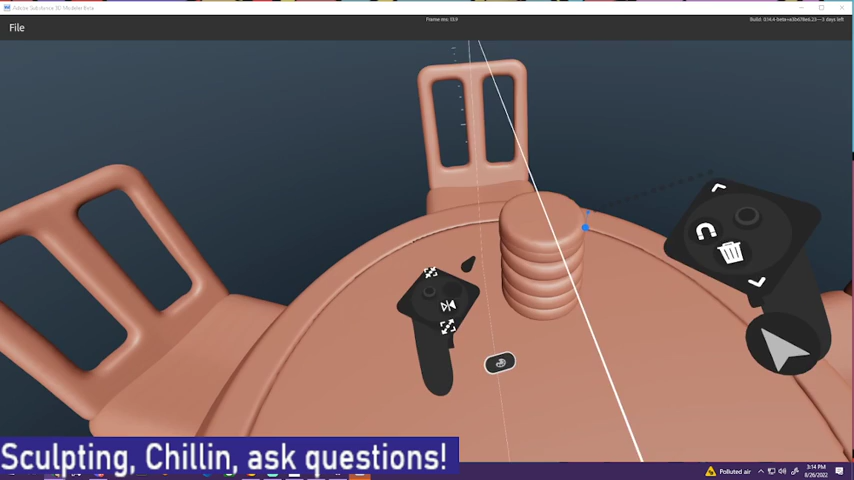 Adobe Substance 3D Modeler Beta
File
Frame ms: 13.9
Sculpting, Chillin, ask questions!
Polluted air
3:14 PM
8/26/2022